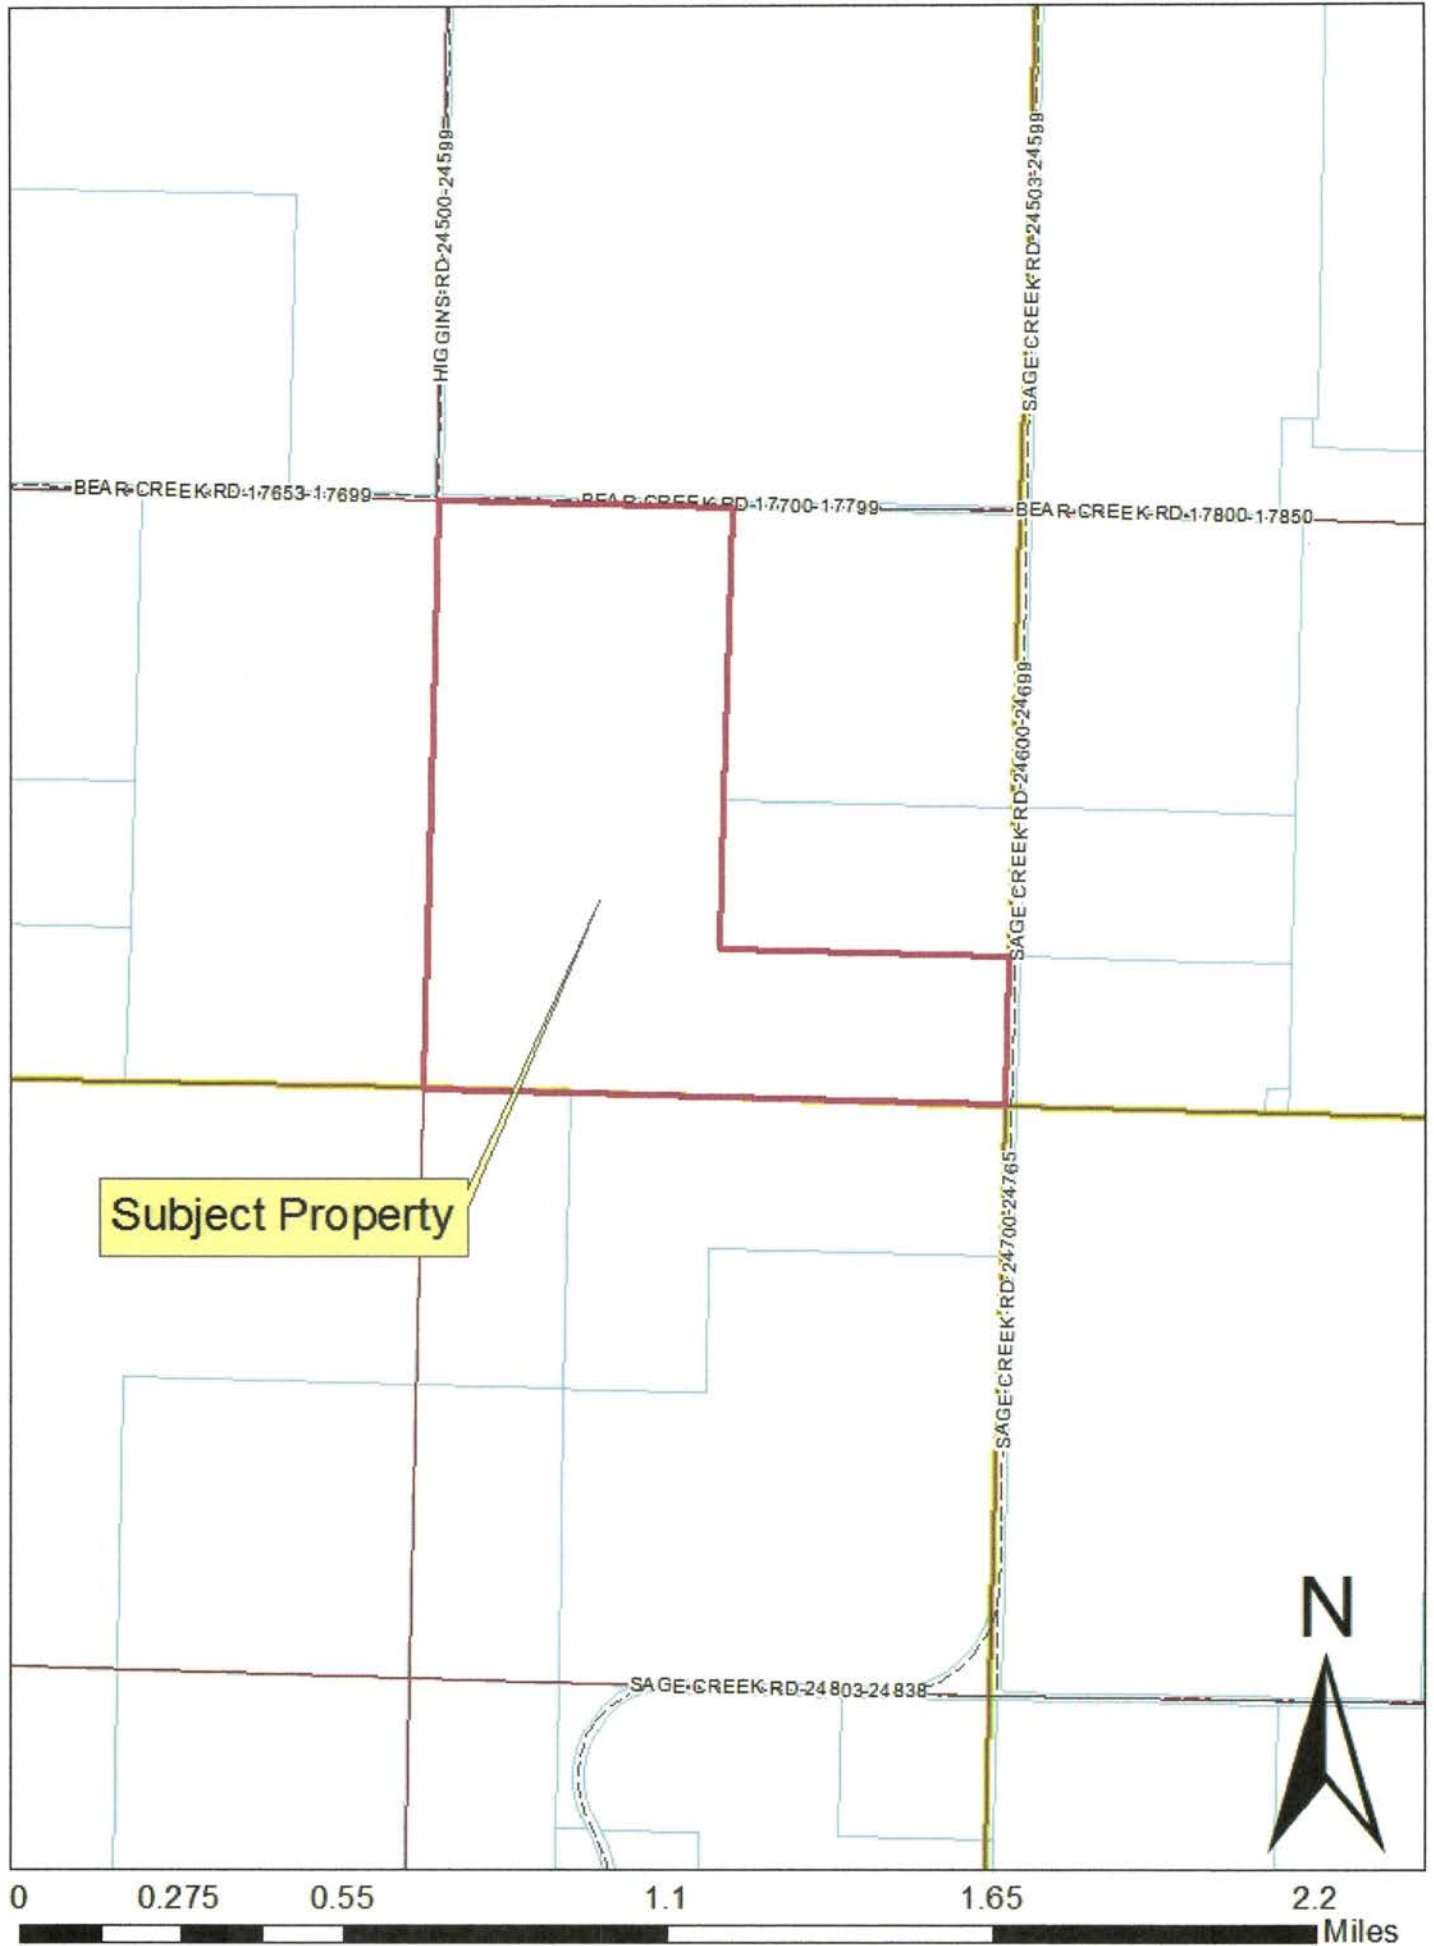 HIGGINS RD 24500-24599
SAGE CREEK RD 24503-24599
BEAR CREEK RD 17653-17699
BEAR CREEK RD 17700-17799
BEAR CREEK RD 17800-17850
SAGE CREEK RD 24600-24699
Subject Property
SAGE CREEK RD 24700-24765
SAGE CREEK RD 24803-24838
N
0 0.275 0.55 1.1 1.65 2.2
Miles